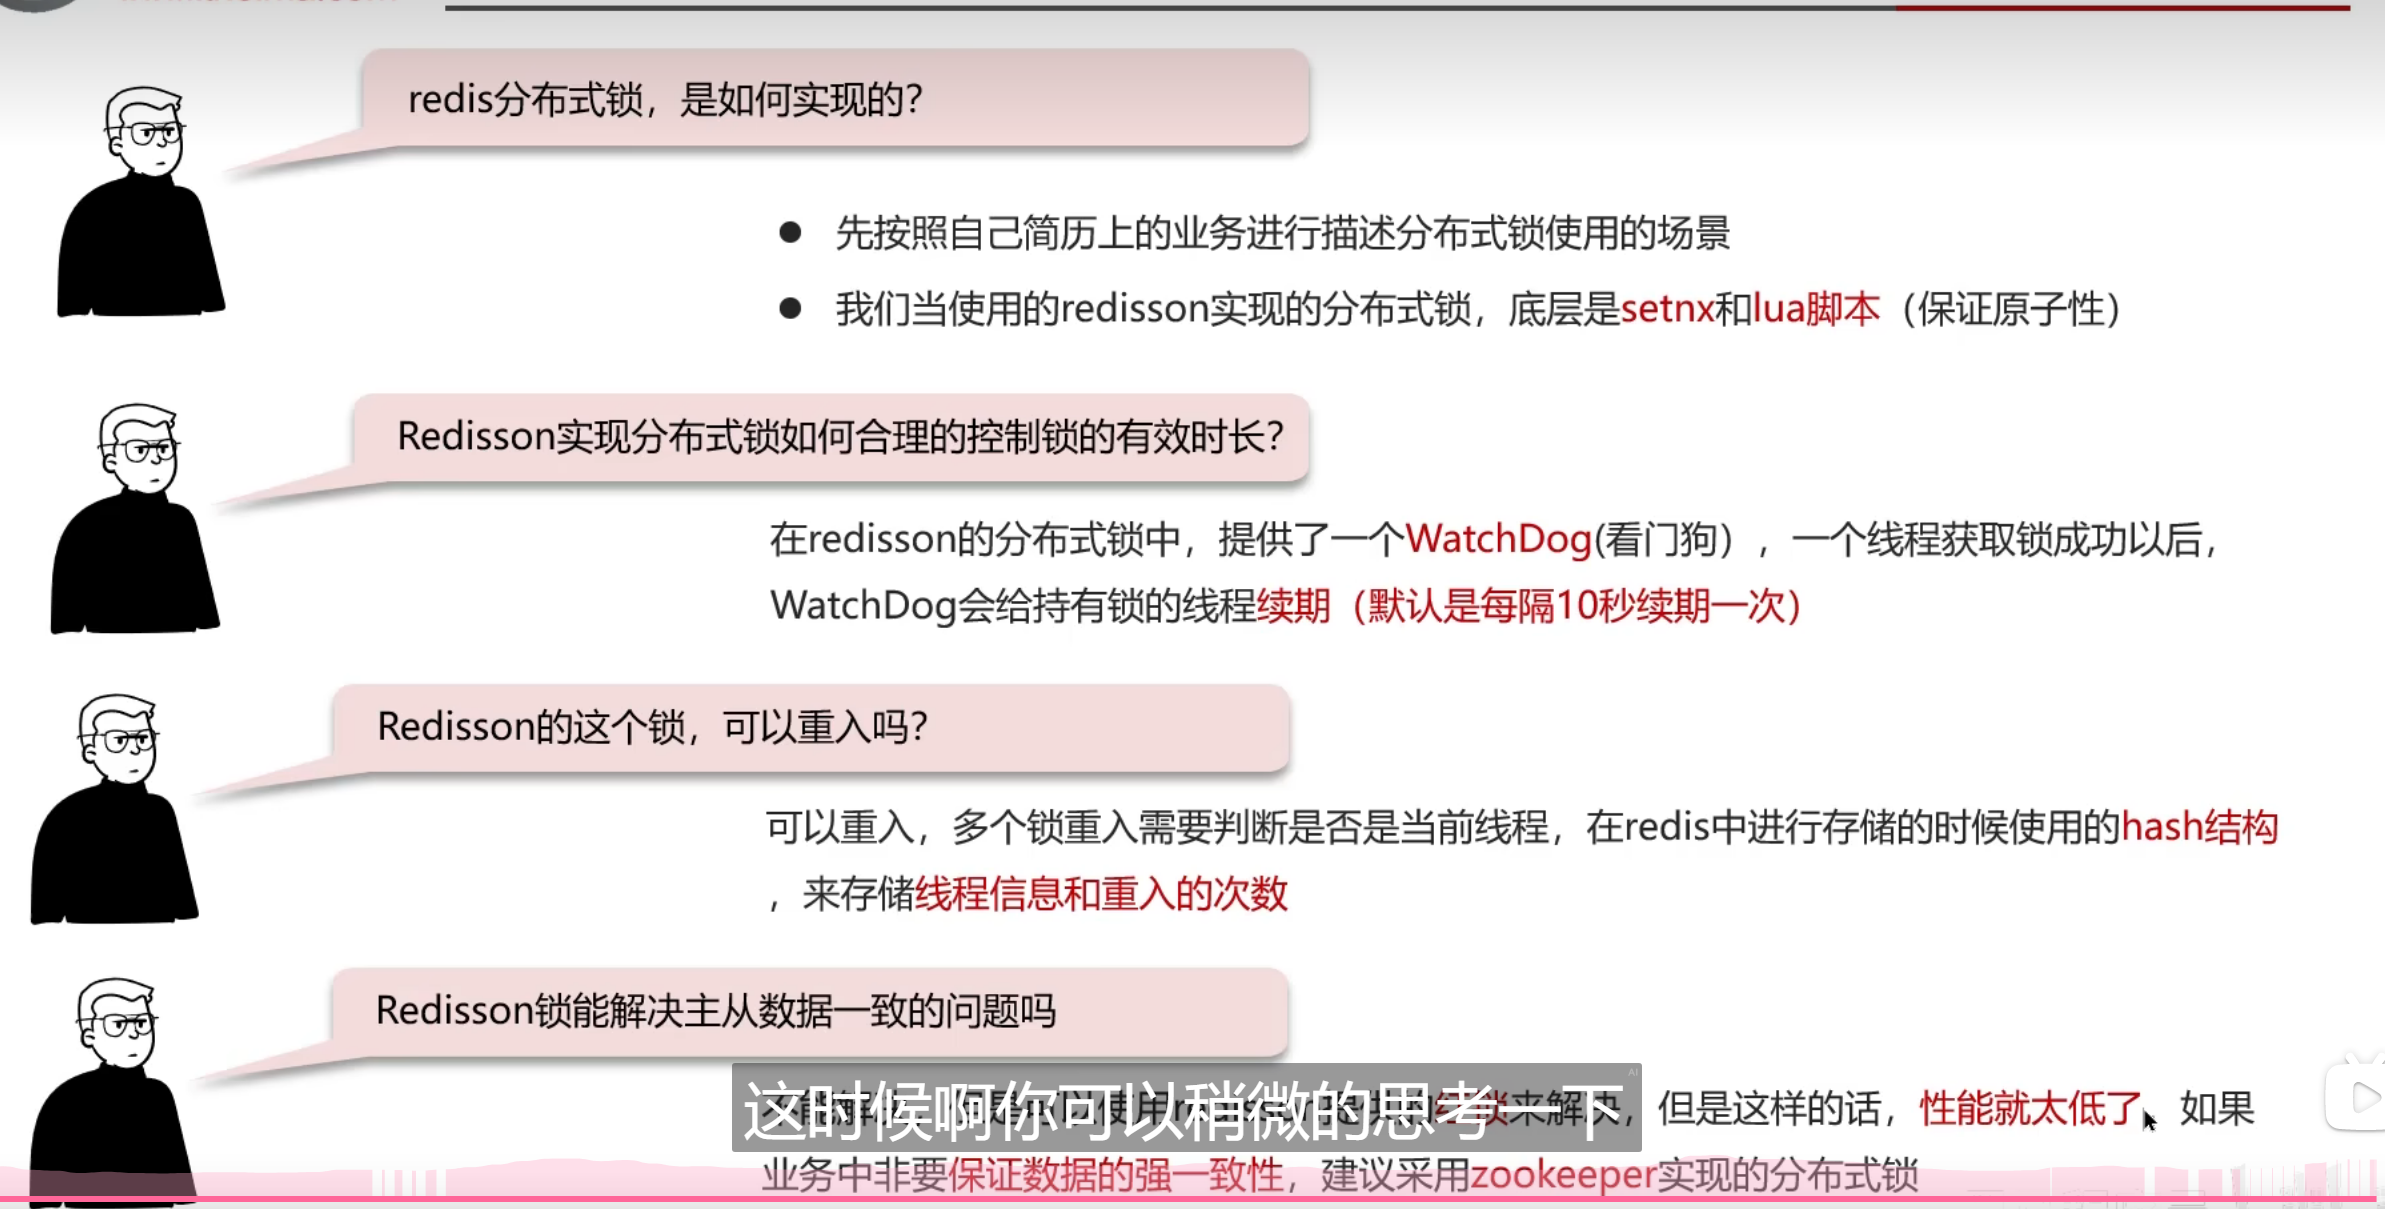 redis分布式锁，是如何实现的？
● 先按照自己简历上的业务进行描述分布式锁使用的场景
● 我们当使用的redisson实现的分布式锁，底层是setnx和lua脚本（保证原子性）
Redisson实现分布式锁如何合理的控制锁的有效时长？
在redisson的分布式锁中，提供了一个WatchDog(看门狗），一个线程获取锁成功以后，
WatchDog会给持有锁的线程续期（默认是每隔10秒续期一次）
Redisson的这个锁，可以重入吗？
可以重入，多个锁重入需要判断是否是当前线程，在redis中进行存储的时候使用的hash结构
，来存储线程信息和重入的次数
Redisson锁能解决主从数据一致的问题吗
这时候啊你可以稍微的思考一下
AI
来解决，但是这样的话，性能就太低了，如果
业务中非要保证数据的强一致性，建议采用zookeeper实现的分布式锁